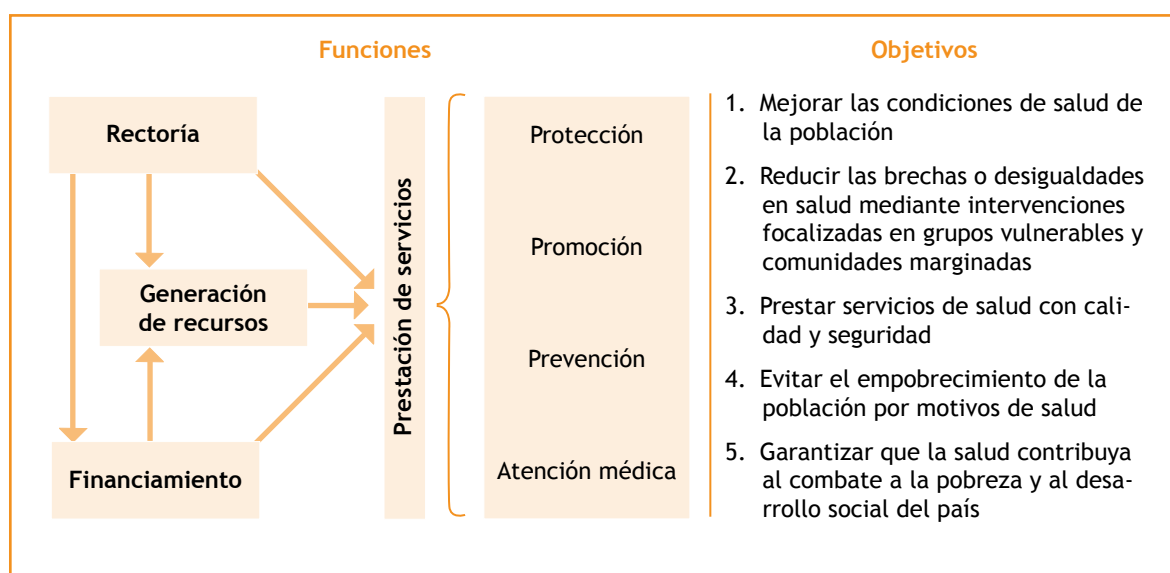 Funciones
Rectoría
Generación
de recursos
Financiamiento
Prestación de servicios
Protección
Promoción
Prevención
Atención médica
Objetivos
1. Mejorar las condiciones de salud de
la población
2. Reducir las brechas o desigualdades
en salud mediante intervenciones
focalizadas en grupos vulnerables y
comunidades marginadas
3. Prestar servicios de salud con cali-
dad y seguridad
4. Evitar el empobrecimiento de la
población por motivos de salud
5. Garantizar que la salud contribuya
al combate a la pobreza y al desa-
rrollo social del país